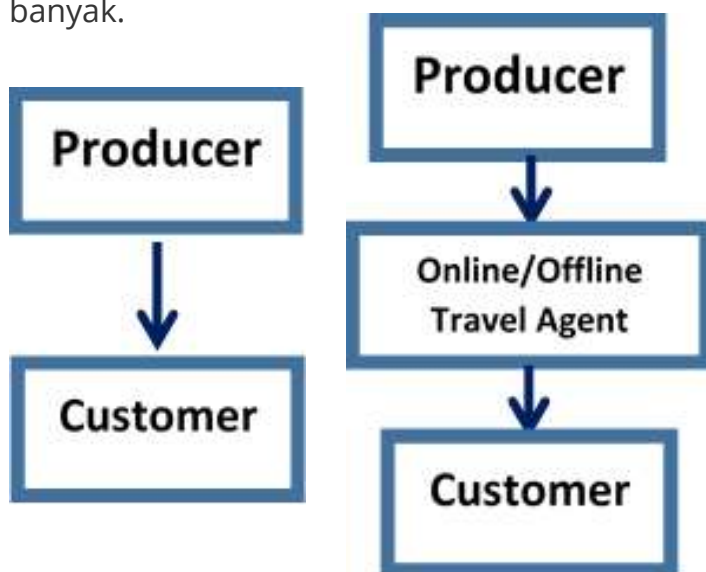 banyak.
Producer
Customer
Producer
Online/Offline
Travel Agent
Customer